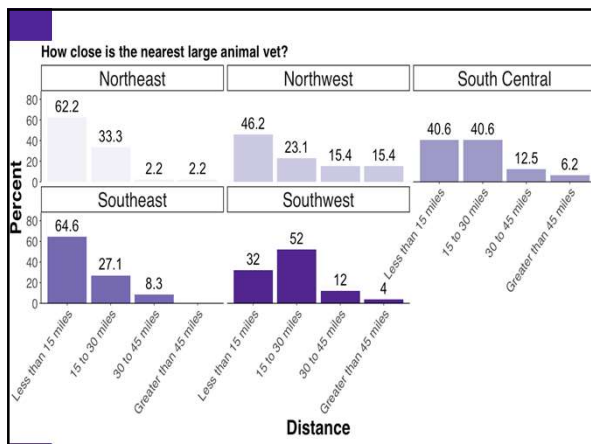 How close is the nearest large animal vet?
Northeast
Northwest
South Central
80
60
40
20
0
62.2
33.3
2.2
2.2
46.2
23.1
15.4
15.4
40.6
40.6
12.5
6.2
Percent
Southeast
Southwest
80
60
40
20
0
64.6
27.1
8.3
32
52
12
4
Less than 15 miles
15 to 30 miles
30 to 45 miles
Greater than 45 miles
Less than 15 miles
15 to 30 miles
30 to 45 miles
Greater than 45 miles
Less than 15 miles
15 to 30 miles
30 to 45 miles
Greater than 45 miles
Distance